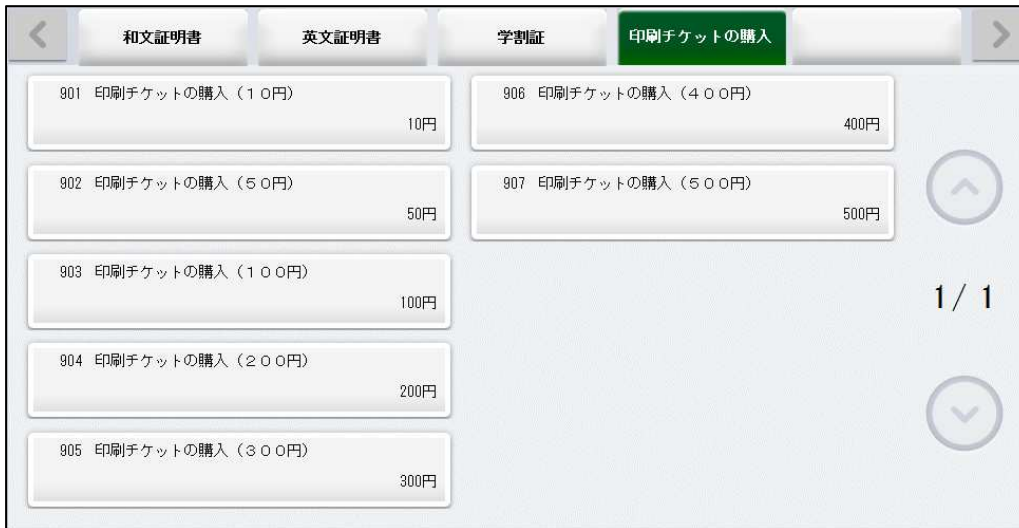 和文証明書
英文証明書
学割証
印刷チケットの購入
901 印刷チケットの購入（１０円）
10円
902 印刷チケットの購入（５０円）
50円
903 印刷チケットの購入（１００円）
100円
904 印刷チケットの購入（２００円）
200円
905 印刷チケットの購入（３００円）
300円
906 印刷チケットの購入（４００円）
400円
907 印刷チケットの購入（５００円）
500円
1/ 1